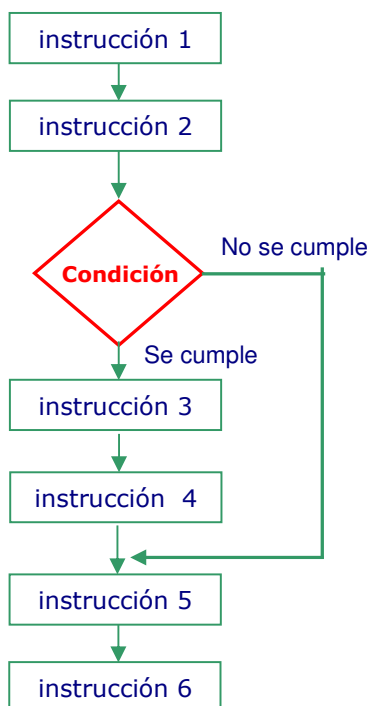 instrucción 1
instrucción 2
No se cumple
Condición
Se cumple
instrucción 3
instrucción 4
instrucción 5
instrucción 6